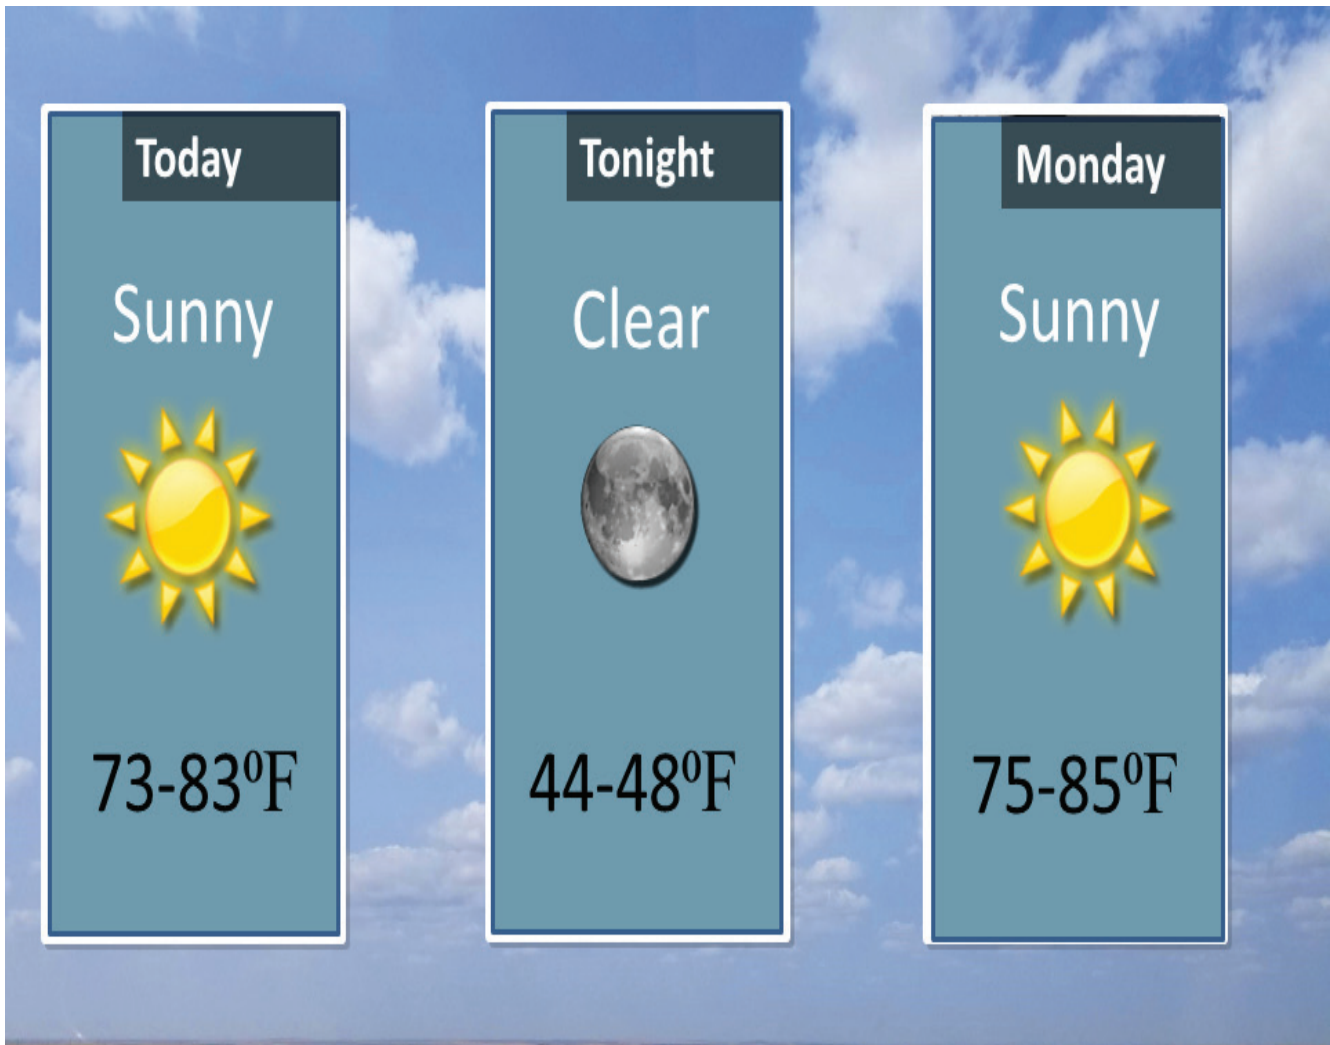 Today
Sunny
73-83⁰F
Tonight
Clear
44-48⁰F
Monday
Sunny
75-85⁰F